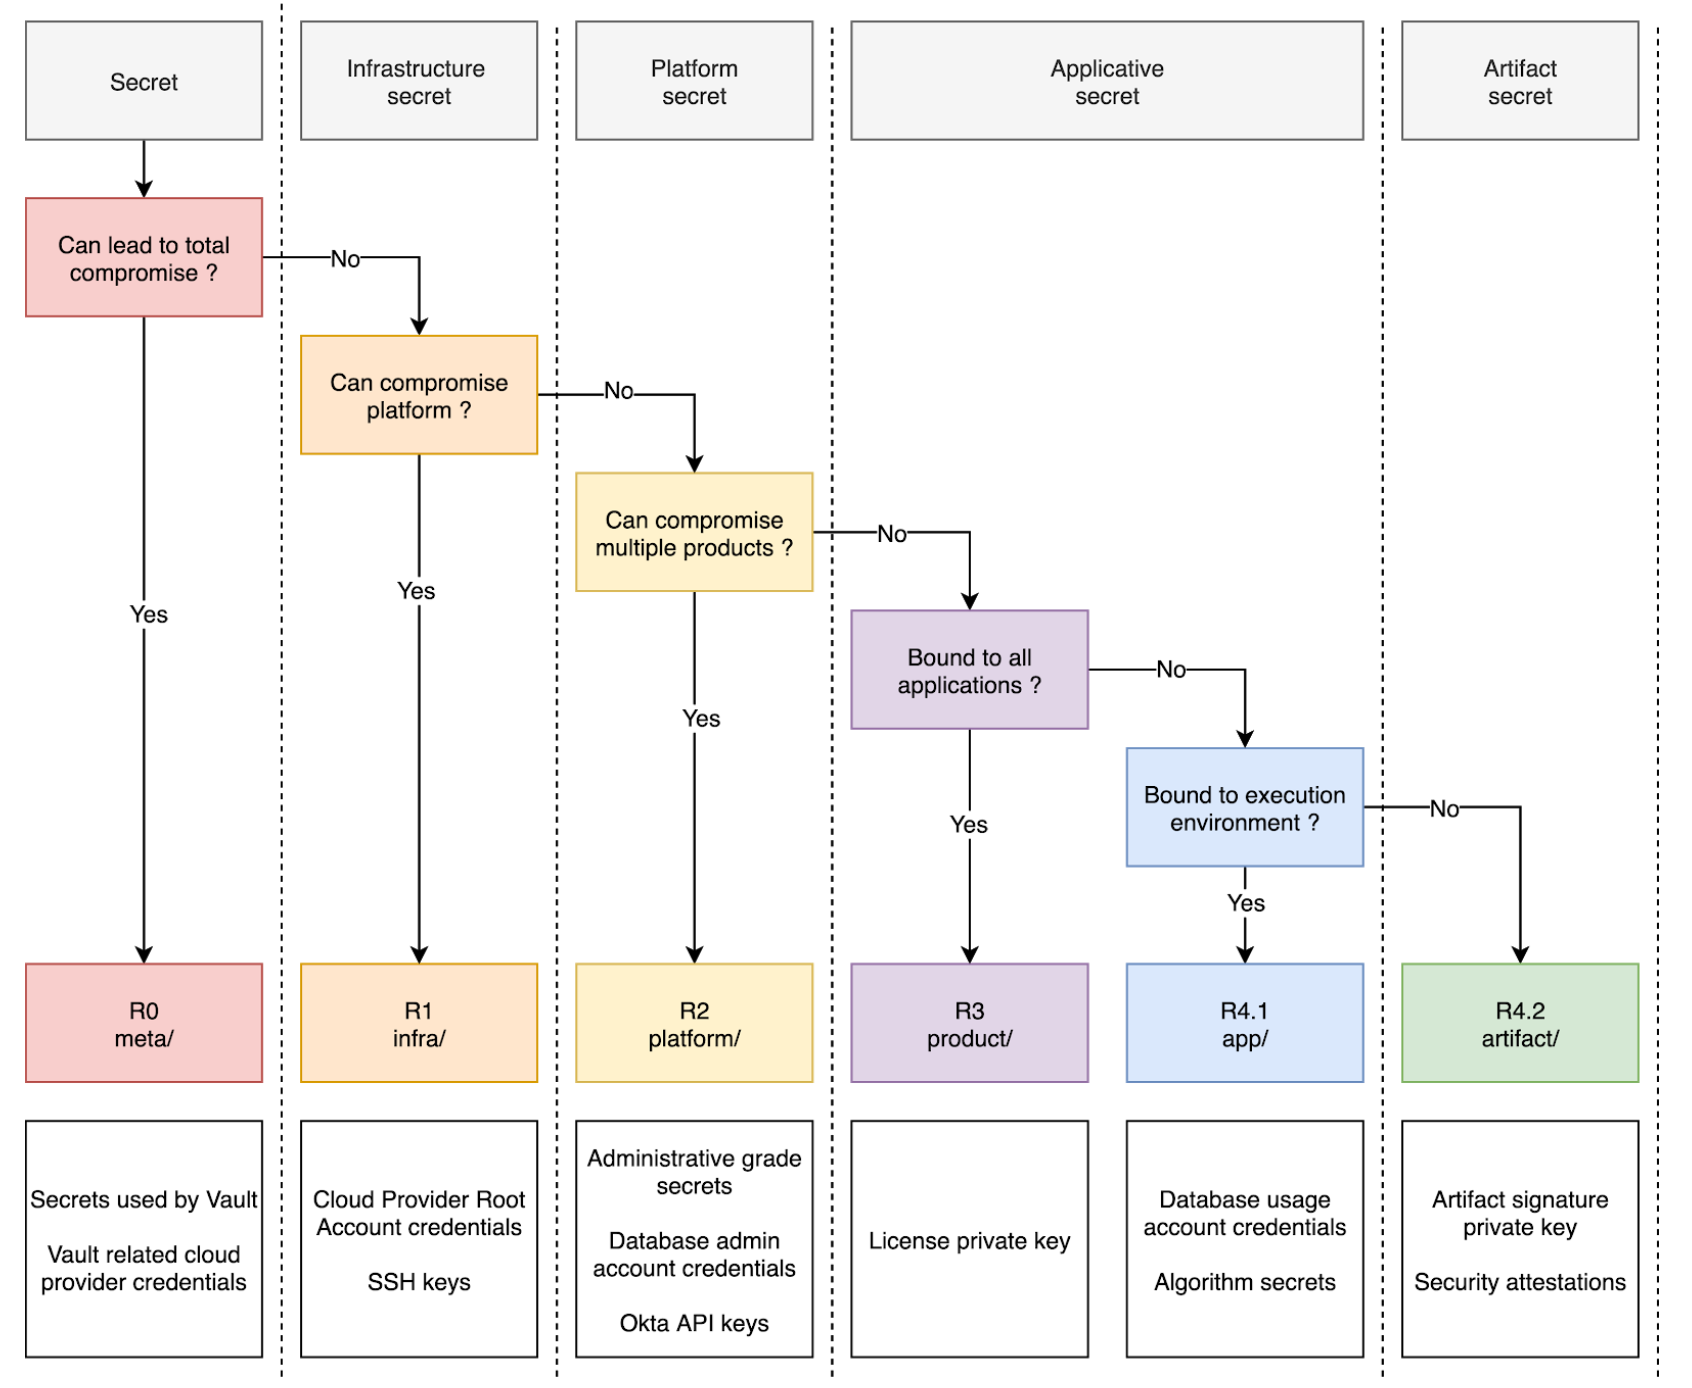 Secret
Infrastructure
secret
Platform
secret
Applicative
secret
Artifact
secret
Can lead to total
compromise ?
No
Can compromise
platform ?
No
Can compromise
multiple products ?
No
Bound to all
applications ?
No
Bound to execution
environment ?
No
Yes
Yes
Yes
Yes
Yes
R0
meta/
R1
infra/
R2
platform/
R3
product/
R4.1
app/
R4.2
artifact/
Secrets used by Vault
Vault related cloud
provider credentials
Cloud Provider Root
Account credentials
SSH keys
Administrative grade
secrets
Database admin
account credentials
Okta API keys
License private key
Database usage
account credentials
Algorithm secrets
Artifact signature
private key
Security attestations